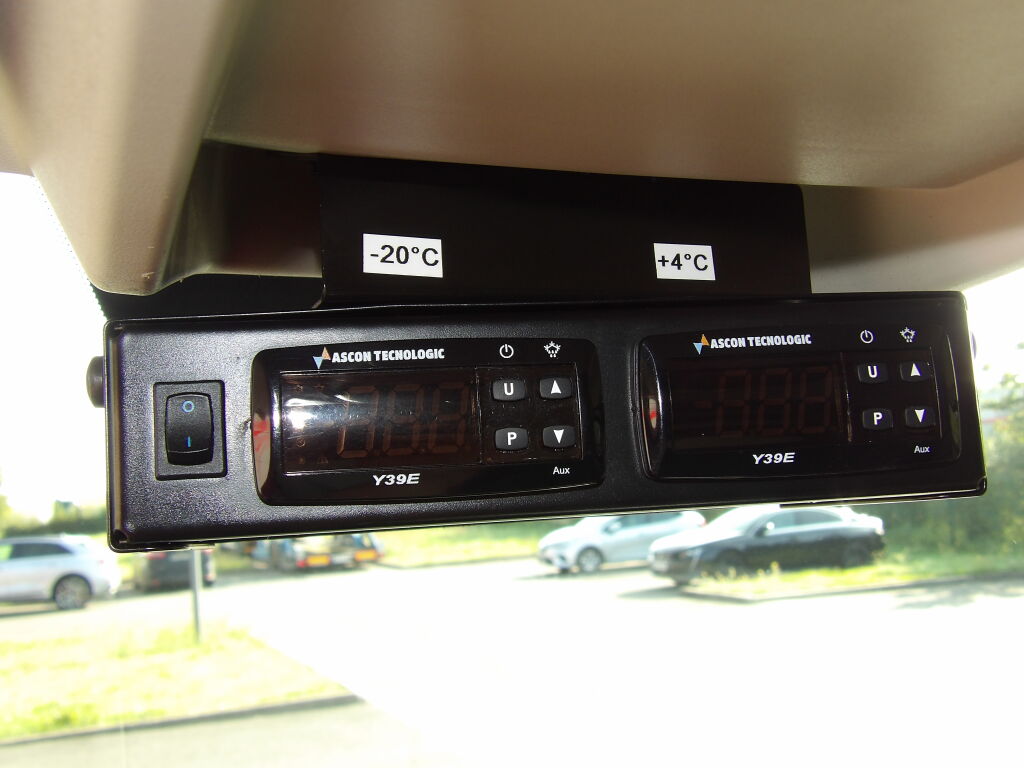 -20°C
+4°C
ASCON TECNOLOGIC
U
P
Aux
Y39E
ASCON TECNOLOGIC
U
P
Aux
Y39E